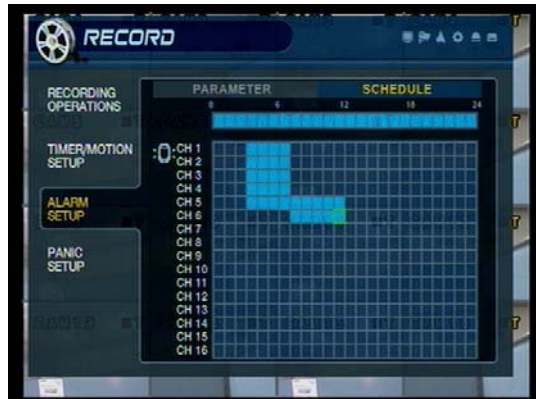 RECORD
RECORDING
OPERATIONS
TIMER/MOTION
SETUP
ALARM
SETUP
PANIC
SETUP
PARAMETER
SCHEDULE
0 6 12 18 24
CH 1
CH 2
CH 3
CH 4
CH 5
CH 6
CH 7
CH 8
CH 9
CH 10
CH 11
CH 12
CH 13
CH 14
CH 15
CH 16